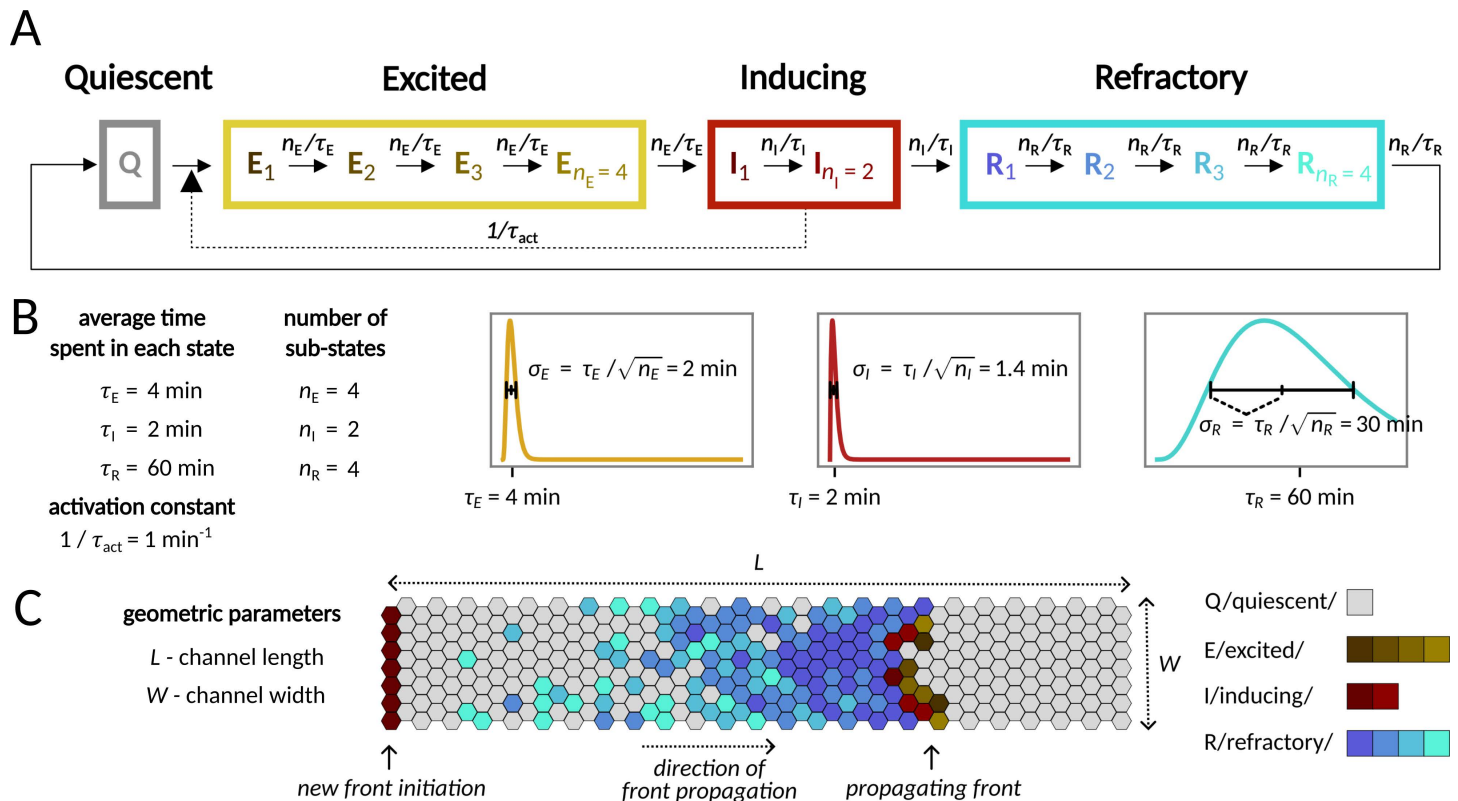 A
Quiescent Excited Inducing Refractory
Q E1 nE/τE E2 nE/τE E3 nE/τE EnE = 4 nE/τE I1 nI/τI InI = 2 nI/τI R1 nR/τR R2 nR/τR R3 nR/τR RnR = 4 nR/τR
1/τact
B
average time
spent in each state
τE = 4 min
τI = 2 min
τR = 60 min
activation constant
1 / τact = 1 min-1
number of
sub-states
nE = 4
nI = 2
nR = 4
σE = τE /√nE = 2 min
τE = 4 min
σI = τI /√nI = 1.4 min
τI = 2 min
σR = τR /√nR = 30 min
τR = 60 min
C
geometric parameters
L - channel length
W - channel width
L
W
new front initiation
direction of
front propagation
propagating front
Q/quiescent/
E/excited/
I/inducing/
R/refractory/